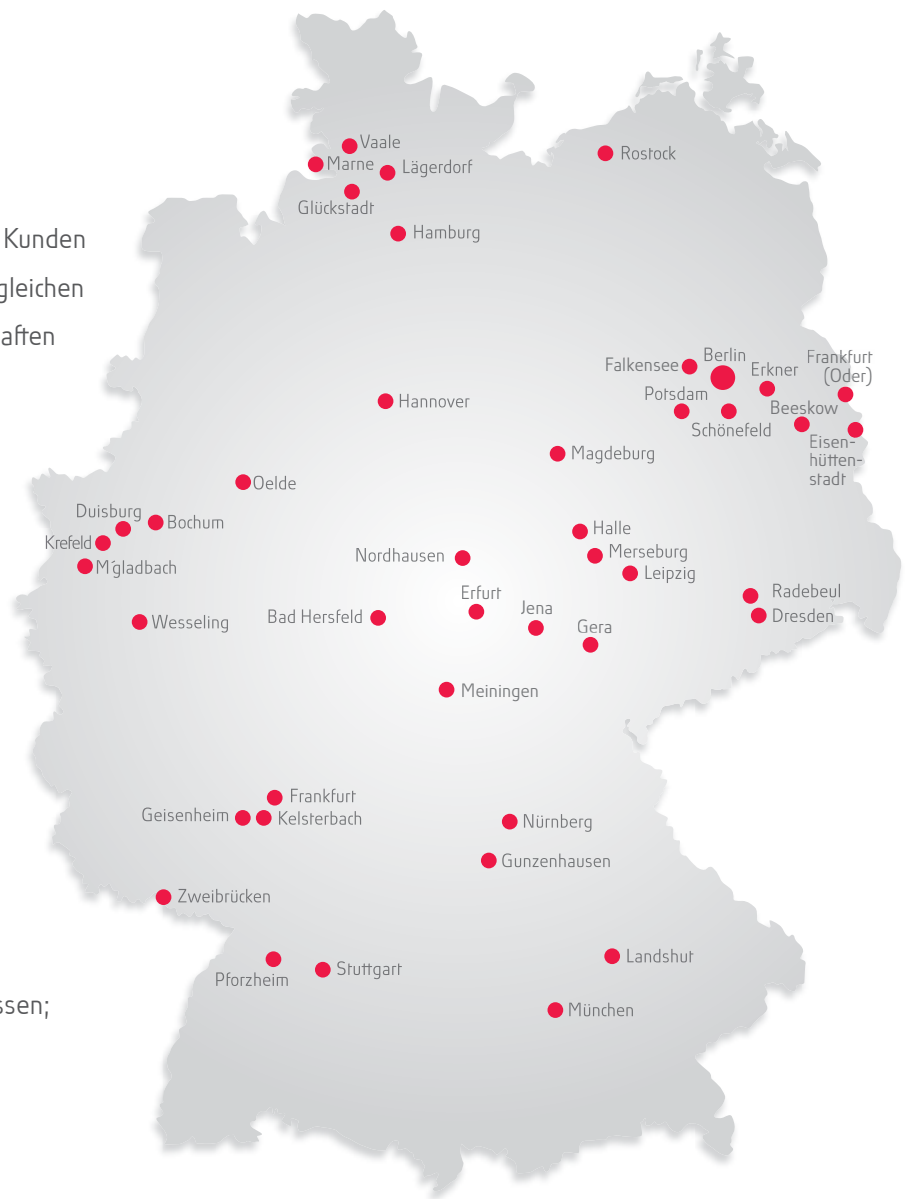 Vaale
Marne
Lägerdorf
Rostock
Glückstadt
Hamburg
Kunden
gleichen
aften
Falkensee
Berlin
Erkner
Frankfurt
(Oder)
Potsdam
Schönefeld
Beeskow
Eisen-
hütten-
stadt
Hannover
Magdeburg
Oelde
Duisburg
Bochum
Krefeld
M´gladbach
Halle
Merseburg
Leipzig
Nordhausen
Erfurt
Jena
Gera
Radebeul
Dresden
Wesseling
Bad Hersfeld
Meiningen
Frankfurt
Geisenheim
Kelsterbach
Nürnberg
Gunzenhausen
Zweibrücken
Pforzheim
Stuttgart
Landshut
München
ssen;